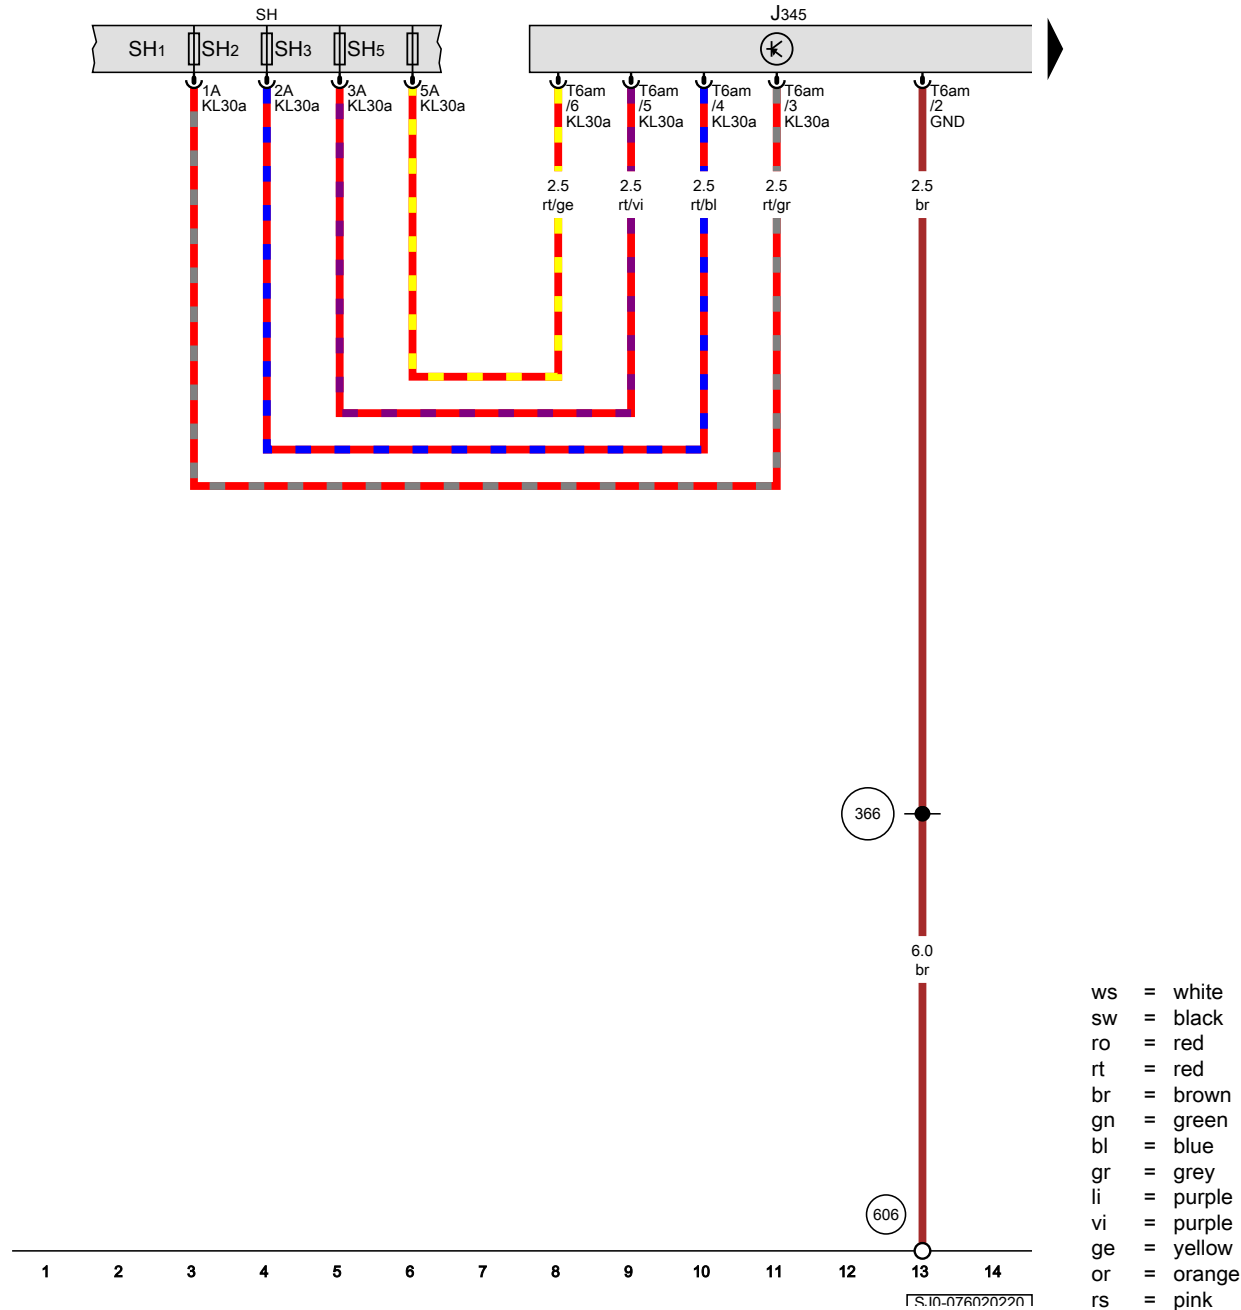 SH
J345
SH1 SH2 SH3 SH5
1A
KL30a
2A
KL30a
3A
KL30a
5A
KL30a
T6am
/6
KL30a
T6am
/5
KL30a
T6am
/4
KL30a
T6am
/3
KL30a
T6am
/2
GND
2.5
rt/ge
2.5
rt/vi
2.5
rt/bl
2.5
rt/gr
2.5
br
366
6.0
br
606
ws = white
sw = black
ro = red
rt = red
br = brown
gn = green
bl = blue
gr = grey
li = purple
vi = purple
ge = yellow
or = orange
rs = pink
1 2 3 4 5 6 7 8 9 10 11 12 13 14
SJ0-076020220